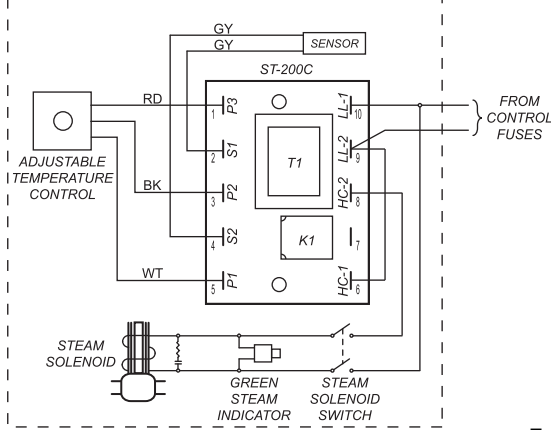 GY
GY
SENSOR
ST-200C
RD
1
P3
LL-1
10
FROM
CONTROL
FUSES
2
S1
T1
LL-2
9
ADJUSTABLE
TEMPERATURE
CONTROL
BK
3
P2
HC-2
8
4
S2
K1
7
WT
5
P1
HC-1
6
STEAM
SOLENOID
GREEN
STEAM
INDICATOR
STEAM
SOLENOID
SWITCH